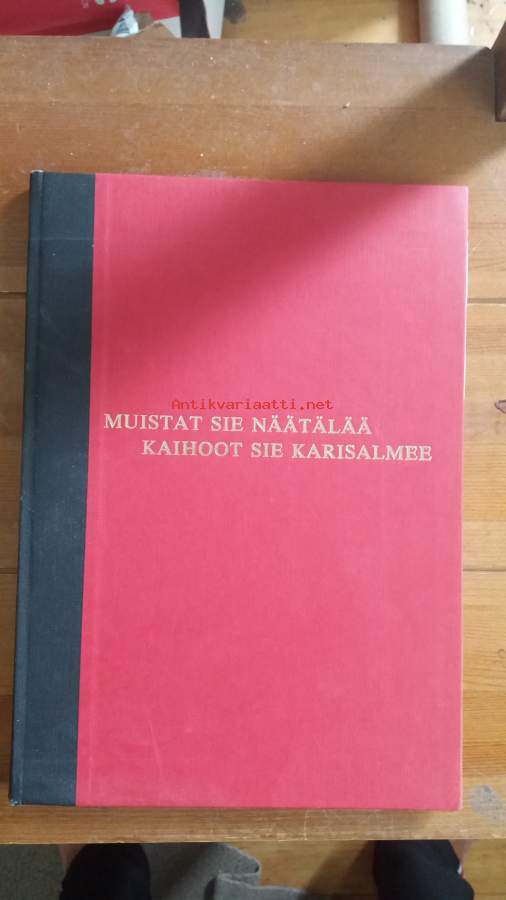 Antikvariaatti.net
MUISTAT SIE NÄÄTÄLÄÄ
KAIHOOT SIE KARISALMEE